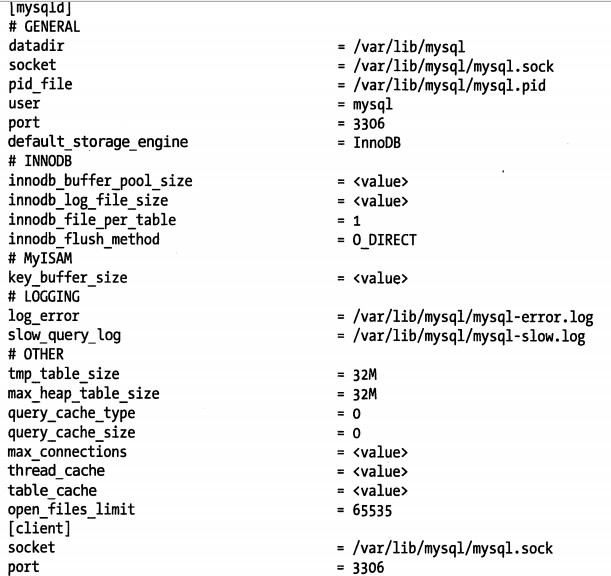 [mysqld]
# GENERAL
datadir = /var/lib/mysql
socket = /var/lib/mysql/mysql.sock
pid_file = /var/lib/mysql/mysql.pid
user = mysql
port = 3306
default_storage_engine = InnoDB
# INNODB
innodb_buffer_pool_size = <value>
innodb_log_file_size = <value>
innodb_file_per_table = 1
innodb_flush_method = O_DIRECT
# MyISAM
key_buffer_size = <value>
# LOGGING
log_error = /var/lib/mysql/mysql-error.log
slow_query_log = /var/lib/mysql/mysql-slow.log
# OTHER
tmp_table_size = 32M
max_heap_table_size = 32M
query_cache_type = 0
query_cache_size = 0
max_connections = <value>
thread_cache = <value>
table_cache = <value>
open_files_limit = 65535
[client]
socket = /var/lib/mysql/mysql.sock
port = 3306